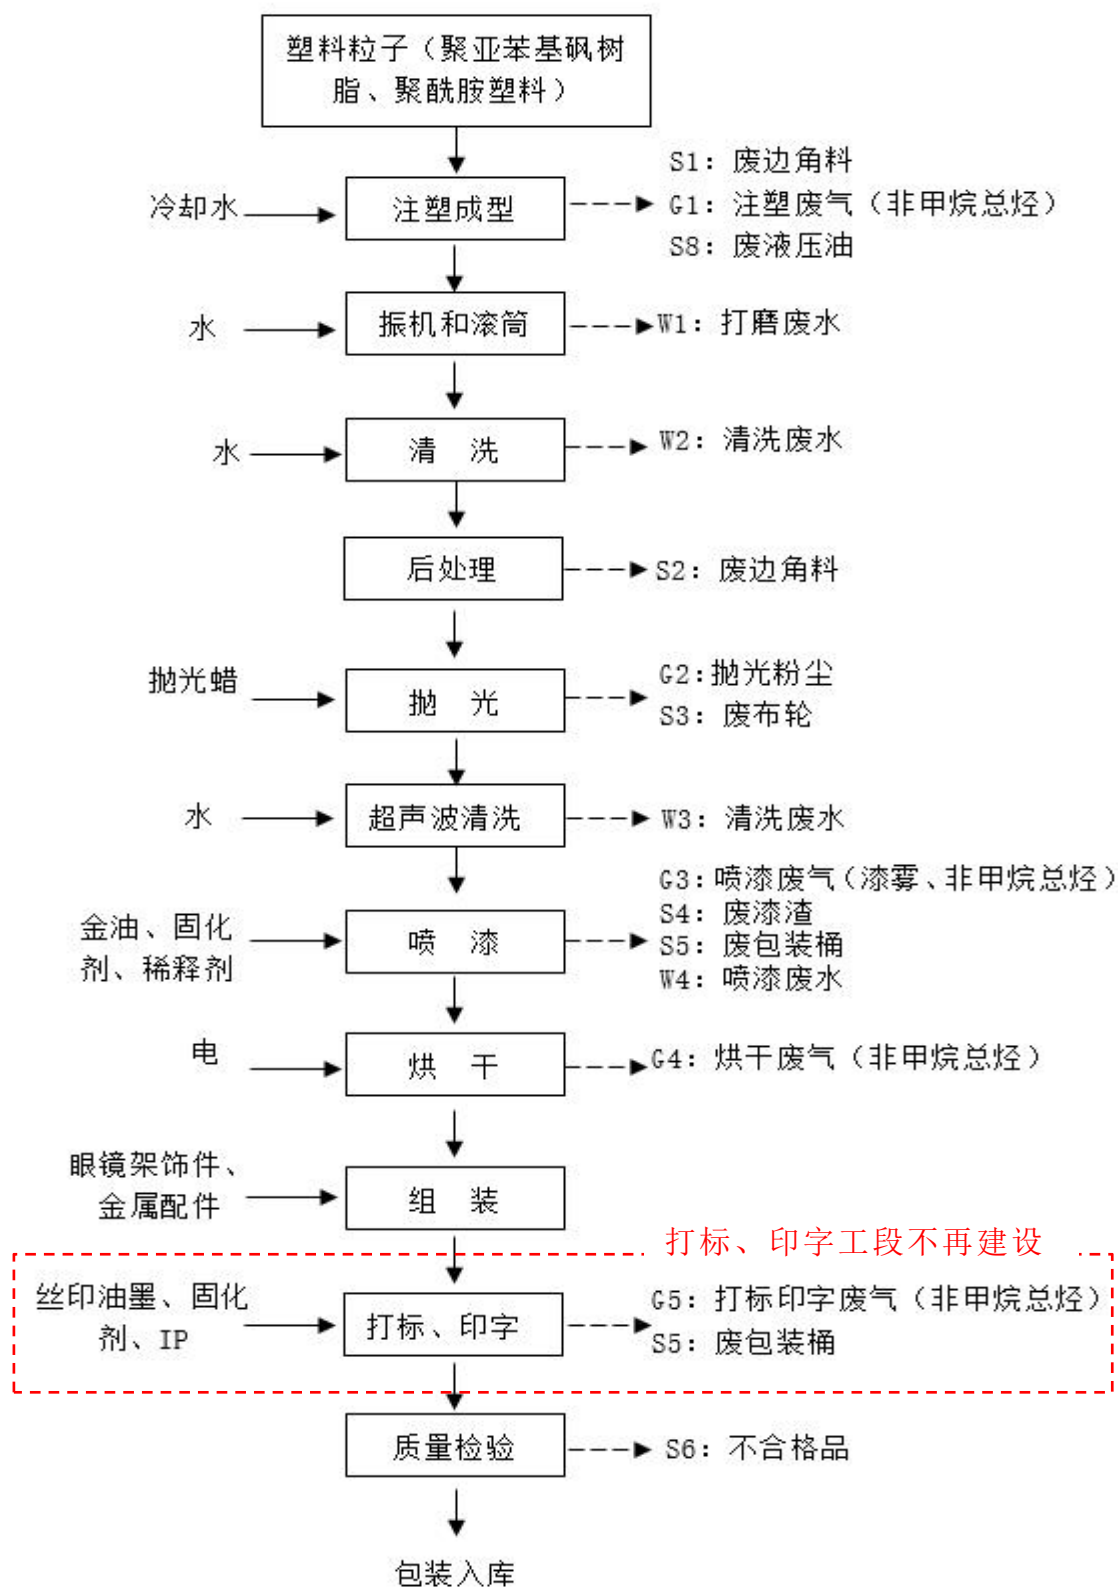 塑料粒子（聚亚苯基砜树
脂、聚酰胺塑料）
S1：废边角料
冷却水
注塑成型
G1：注塑废气（非甲烷总烃）
S8：废液压油
水
振机和滚筒
W1：打磨废水
水
清 洗
W2：清洗废水
后处理
S2：废边角料
抛光蜡
抛 光
G2：抛光粉尘
S3：废布轮
水
超声波清洗
W3：清洗废水
金油、固化
剂、稀释剂
喷 漆
G3：喷漆废气（漆雾、非甲烷总烃）
S4：废漆渣
S5：废包装桶
W4：喷漆废水
电
烘 干
G4：烘干废气（非甲烷总烃）
眼镜架饰件、
金属配件
组 装
打标、印字工段不再建设
丝印油墨、固化
剂、IP
打标、印字
G5：打标印字废气（非甲烷总烃）
S5：废包装桶
质量检验
S6：不合格品
包装入库